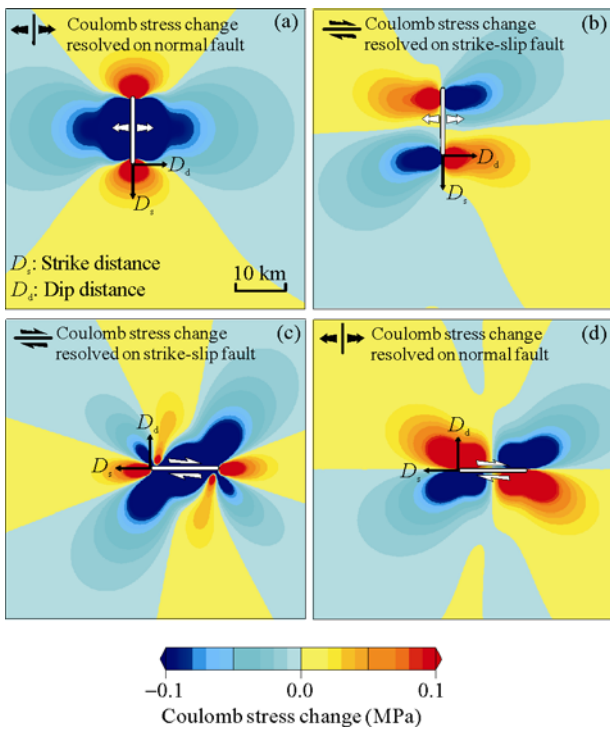 Coulomb stress change
resolved on normal fault
(a)
Dd
Ds
Ds: Strike distance
Dd: Dip distance
10 km
Coulomb stress change
resolved on strike-slip fault
(b)
Dd
Ds
(c)
Coulomb stress change
resolved on strike-slip fault
Dd
Ds
Coulomb stress change
resolved on normal fault
(d)
Dd
Ds
−0.1
0.0
0.1
Coulomb stress change (MPa)